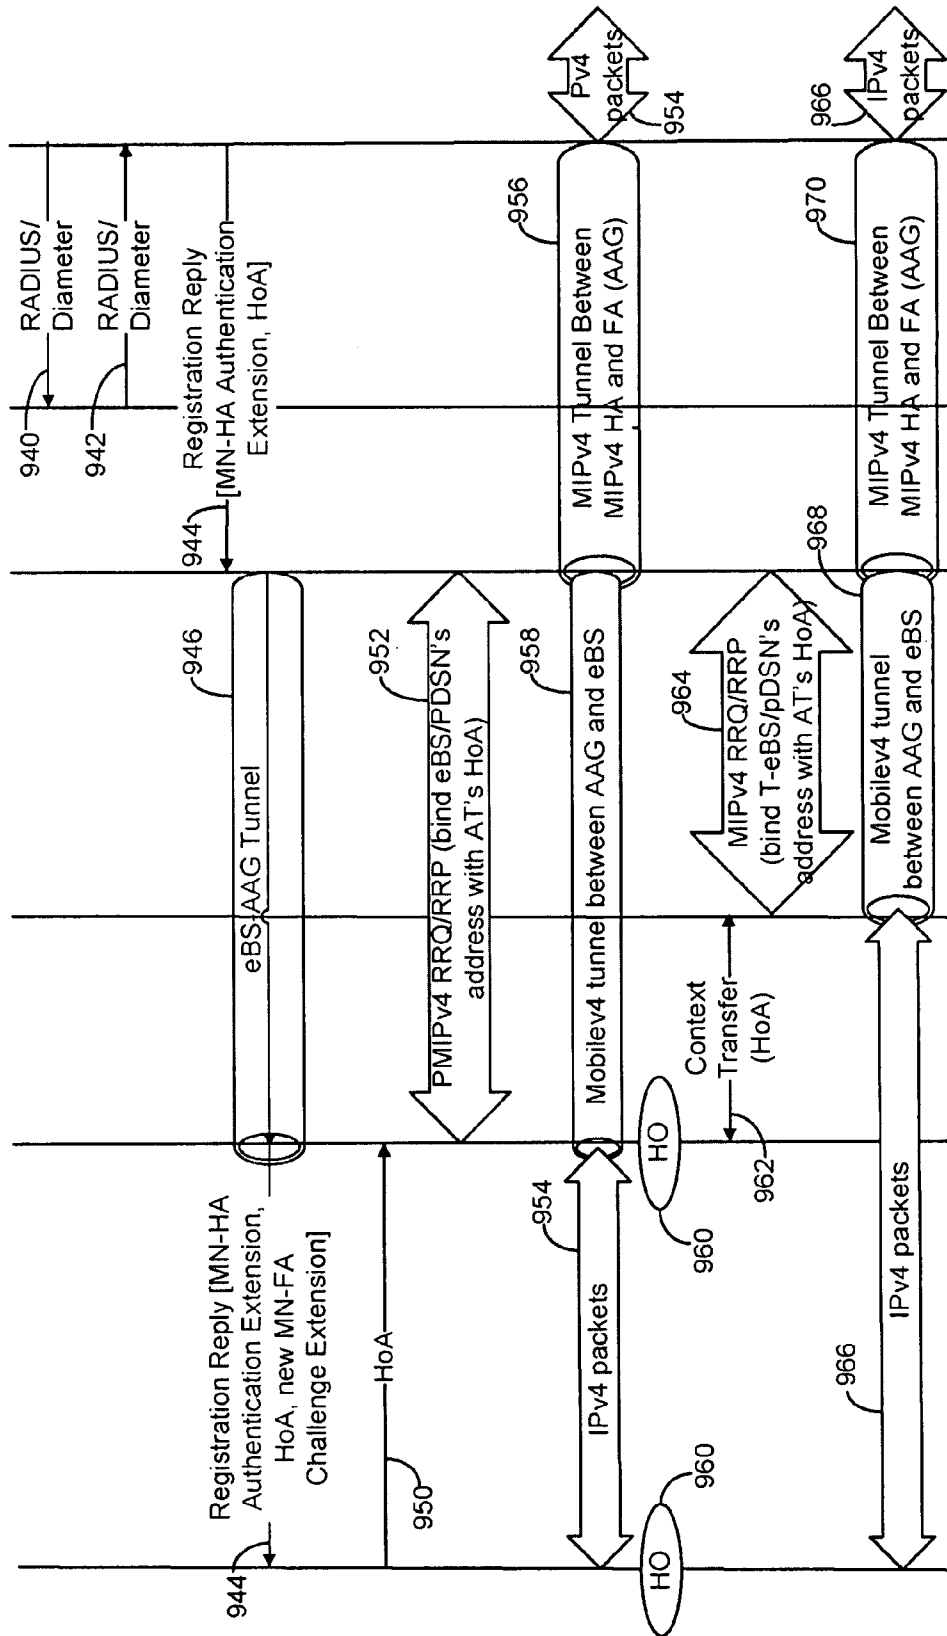 940
RADIUS/
Diameter
942
RADIUS/
Diameter
944
Registration Reply
[MN-HA Authentication
Extension, HoA]
944
Registration Reply [MN-HA
Authentication Extension,
HoA, new MN-FA
Challenge Extension]
eBS-AAG Tunnel
946
950
HoA
PMIPv4 RRQ/RRP (bind eBS/PDSN's
address with AT's HoA)
952
IPv4 packets
954
Mobilev4 tunnel between AAG and eBS
958
MIPv4 Tunnel Between
MIPv4 HA and FA (AAG)
956
Pv4
packets
954
HO
960
HO
960
Context
Transfer
(HoA)
962
MIPv4 RRQ/RRP
(bind T-eBS/pDSN's
address with AT's HoA)
964
966
IPv4 packets
Mobilev4 tunnel
between AAG and eBS
968
MIPv4 Tunnel Between
MIPv4 HA and FA (AAG)
970
IPv4
packets
966